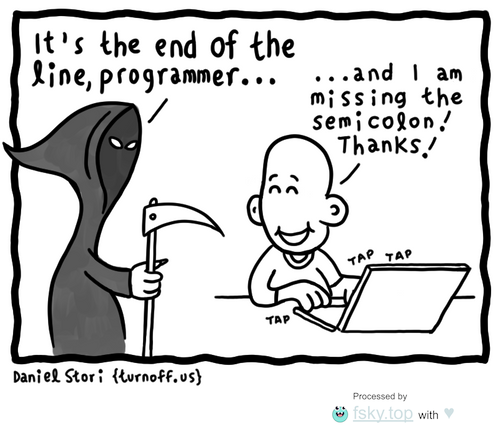 It's the end of the
line, programmer...
...and I am
missing the
semicolon!
Thanks!
TAP TAP
TAP
Daniel Stori {turnoff.us}
Processed by
fsky.top with ♥